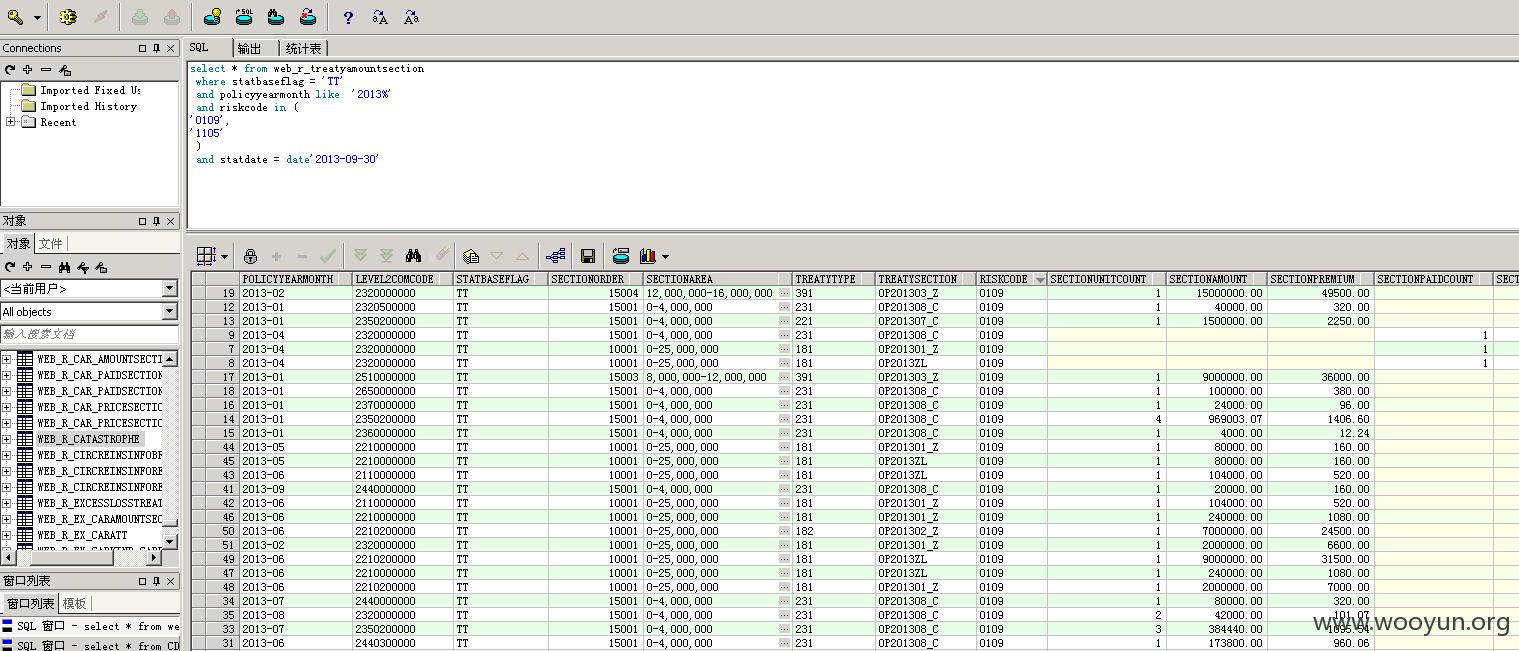 Connections
Imported Fixed Us
Imported History
Recent
对象
对象 文件
<当前用户>
All objects
输入搜索文档
WEB_R_CAR_AMOUNTSECTI
WEB_R_CAR_PAIDSECTION
WEB_R_CAR_PAIDSECTION
WEB_R_CAR_PRICESECTIC
WEB_R_CAR_PRICESECTIC
WEB_R_CATASTROPHE
WEB_R_CIRCREINSINFOBF
WEB_R_CIRCREINSINFORE
WEB_R_CIRCREINSINFORE
WEB_R_EXCESSLOSSTREAT
WEB_R_EX_CARAMOUNTSEC
WEB_R_EX_CARATT
窗口列表
窗口列表 模板
SQL 窗口 - select * from we
SQL 窗口 - select * from CD
SQL 输出 统计表
select * from web_r_treatyamountsection
where statbaseflag = 'TT'
and policyyearmonth like '2013%'
and riskcode in (
'0109',
'1105'
)
and statdate = date'2013-09-30'
POLICYYEARMONTH LEVEL2COMCODE STATBASEFLAG SECTIONORDER SECTIONAREA TREATYTYPE TREATYSECTION RISKCODE SECTIONUNITCOUNT SECTIONAMOUNT SECTIONPREMIUM SECTIONPAIDCOUNT SECT
19 2013-02 2320000000 TT 15004 12,000,000-16,000,000 ... 391 OP201303_Z 0109 1 15000000.00 49500.00
12 2013-01 2320500000 TT 15001 0-4,000,000 ... 231 OP201308_C 0109 1 40000.00 320.00
13 2013-01 2350200000 TT 15001 0-4,000,000 ... 221 OP201307_C 0109 1 1500000.00 2250.00
9 2013-04 2320000000 TT 15001 0-4,000,000 ... 231 OP201308_C 0109 1
7 2013-04 2320000000 TT 10001 0-25,000,000 ... 181 OP201301_Z 0109 1
8 2013-04 2320000000 TT 10001 0-25,000,000 ... 181 OP2013ZL 0109 1
17 2013-01 2510000000 TT 15003 8,000,000-12,000,000 ... 391 OP201303_Z 0109 1 9000000.00 36000.00
18 2013-01 2650000000 TT 15001 0-4,000,000 ... 231 OP201308_C 0109 1 100000.00 380.00
16 2013-01 2370000000 TT 15001 0-4,000,000 ... 231 OP201308_C 0109 1 24000.00 96.00
14 2013-01 2350200000 TT 15001 0-4,000,000 ... 231 OP201308_C 0109 4 969003.07 1406.60
15 2013-01 2360000000 TT 15001 0-4,000,000 ... 231 OP201308_C 0109 1 4000.00 12.24
44 2013-05 2210000000 TT 10001 0-25,000,000 ... 181 OP201301_Z 0109 1 80000.00 160.00
45 2013-05 2210000000 TT 10001 0-25,000,000 ... 181 OP2013ZL 0109 1 80000.00 160.00
43 2013-06 2110000000 TT 10001 0-25,000,000 ... 181 OP2013ZL 0109 1 104000.00 520.00
41 2013-09 2440000000 TT 15001 0-4,000,000 ... 231 OP201308_C 0109 1 20000.00 160.00
42 2013-06 2110000000 TT 10001 0-25,000,000 ... 181 OP201301_Z 0109 1 104000.00 520.00
46 2013-06 2210000000 TT 10001 0-25,000,000 ... 181 OP201301_Z 0109 1 240000.00 1080.00
50 2013-06 2210200000 TT 10001 0-25,000,000 ... 182 OP201302_Z 0109 1 7000000.00 24500.00
51 2013-02 2320000000 TT 10001 0-25,000,000 ... 181 OP201301_Z 0109 1 2000000.00 6600.00
49 2013-06 2210200000 TT 10001 0-25,000,000 ... 181 OP2013ZL 0109 1 9000000.00 31500.00
47 2013-06 2210000000 TT 10001 0-25,000,000 ... 181 OP2013ZL 0109 1 240000.00 1080.00
48 2013-06 2210200000 TT 10001 0-25,000,000 ... 181 OP201301_Z 0109 1 2000000.00 7000.00
34 2013-07 2440000000 TT 15001 0-4,000,000 ... 231 OP201308_C 0109 1 80000.00 320.00
35 2013-08 2320000000 TT 15001 0-4,000,000 ... 231 OP201308_C 0109 2 42000.00 101.07
33 2013-07 2350200000 TT 15001 0-4,000,000 ... 231 OP201308_C 0109 3 384440.00
31 2013-06 2440300000 TT 15001 0-4,000,000 ... 231 OP201308_C 0109 1 173800.00 960.06
www.wooyun.org